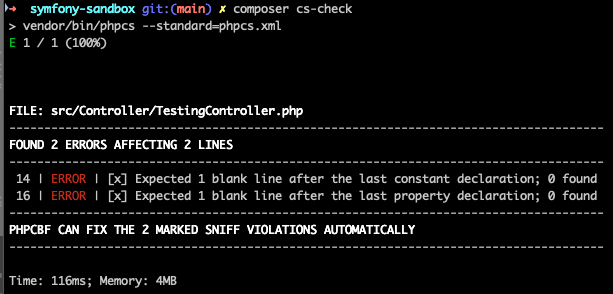 → symfony-sandbox git:(main) ✗ composer cs-check
> vendor/bin/phpcs --standard=phpcs.xml
E 1 / 1 (100%)
FILE: src/Controller/TestingController.php
--------------------------------------------------------------------------------
FOUND 2 ERRORS AFFECTING 2 LINES
--------------------------------------------------------------------------------
14 | ERROR | [x] Expected 1 blank line after the last constant declaration; 0 found
16 | ERROR | [x] Expected 1 blank line after the last property declaration; 0 found
--------------------------------------------------------------------------------
PHPCBF CAN FIX THE 2 MARKED SNIFF VIOLATIONS AUTOMATICALLY
--------------------------------------------------------------------------------
Time: 116ms; Memory: 4MB